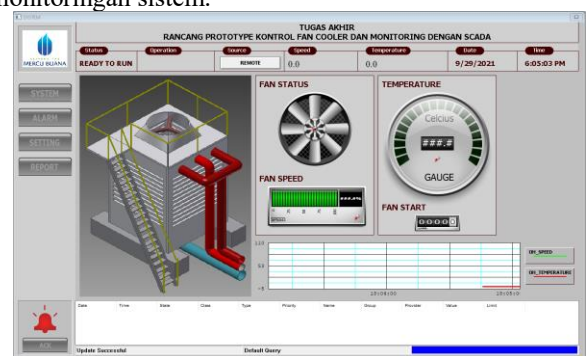 monitoringan sistem.
TUGAS AKHIR
RANCANG PROTOTYPE KONTROL FAN COOLER DAN MONITORING DENGAN SCADA
MERCU BUANA
Status Operation Source Speed Temperature Date Time
READY TO RUN REMOTE 0.0 0.0 9/29/2021 6:05:03 PM
SYSTEM
ALARM
SETTING
REPORT
FAN STATUS
TEMPERATURE
Celcius
###.#
GAUGE
FAN SPEED
###.#%
SPEED
FAN START
0000
ACK
Date Time State Class Type Priority Name Group Provider Value Limit
Update Successful Default Query